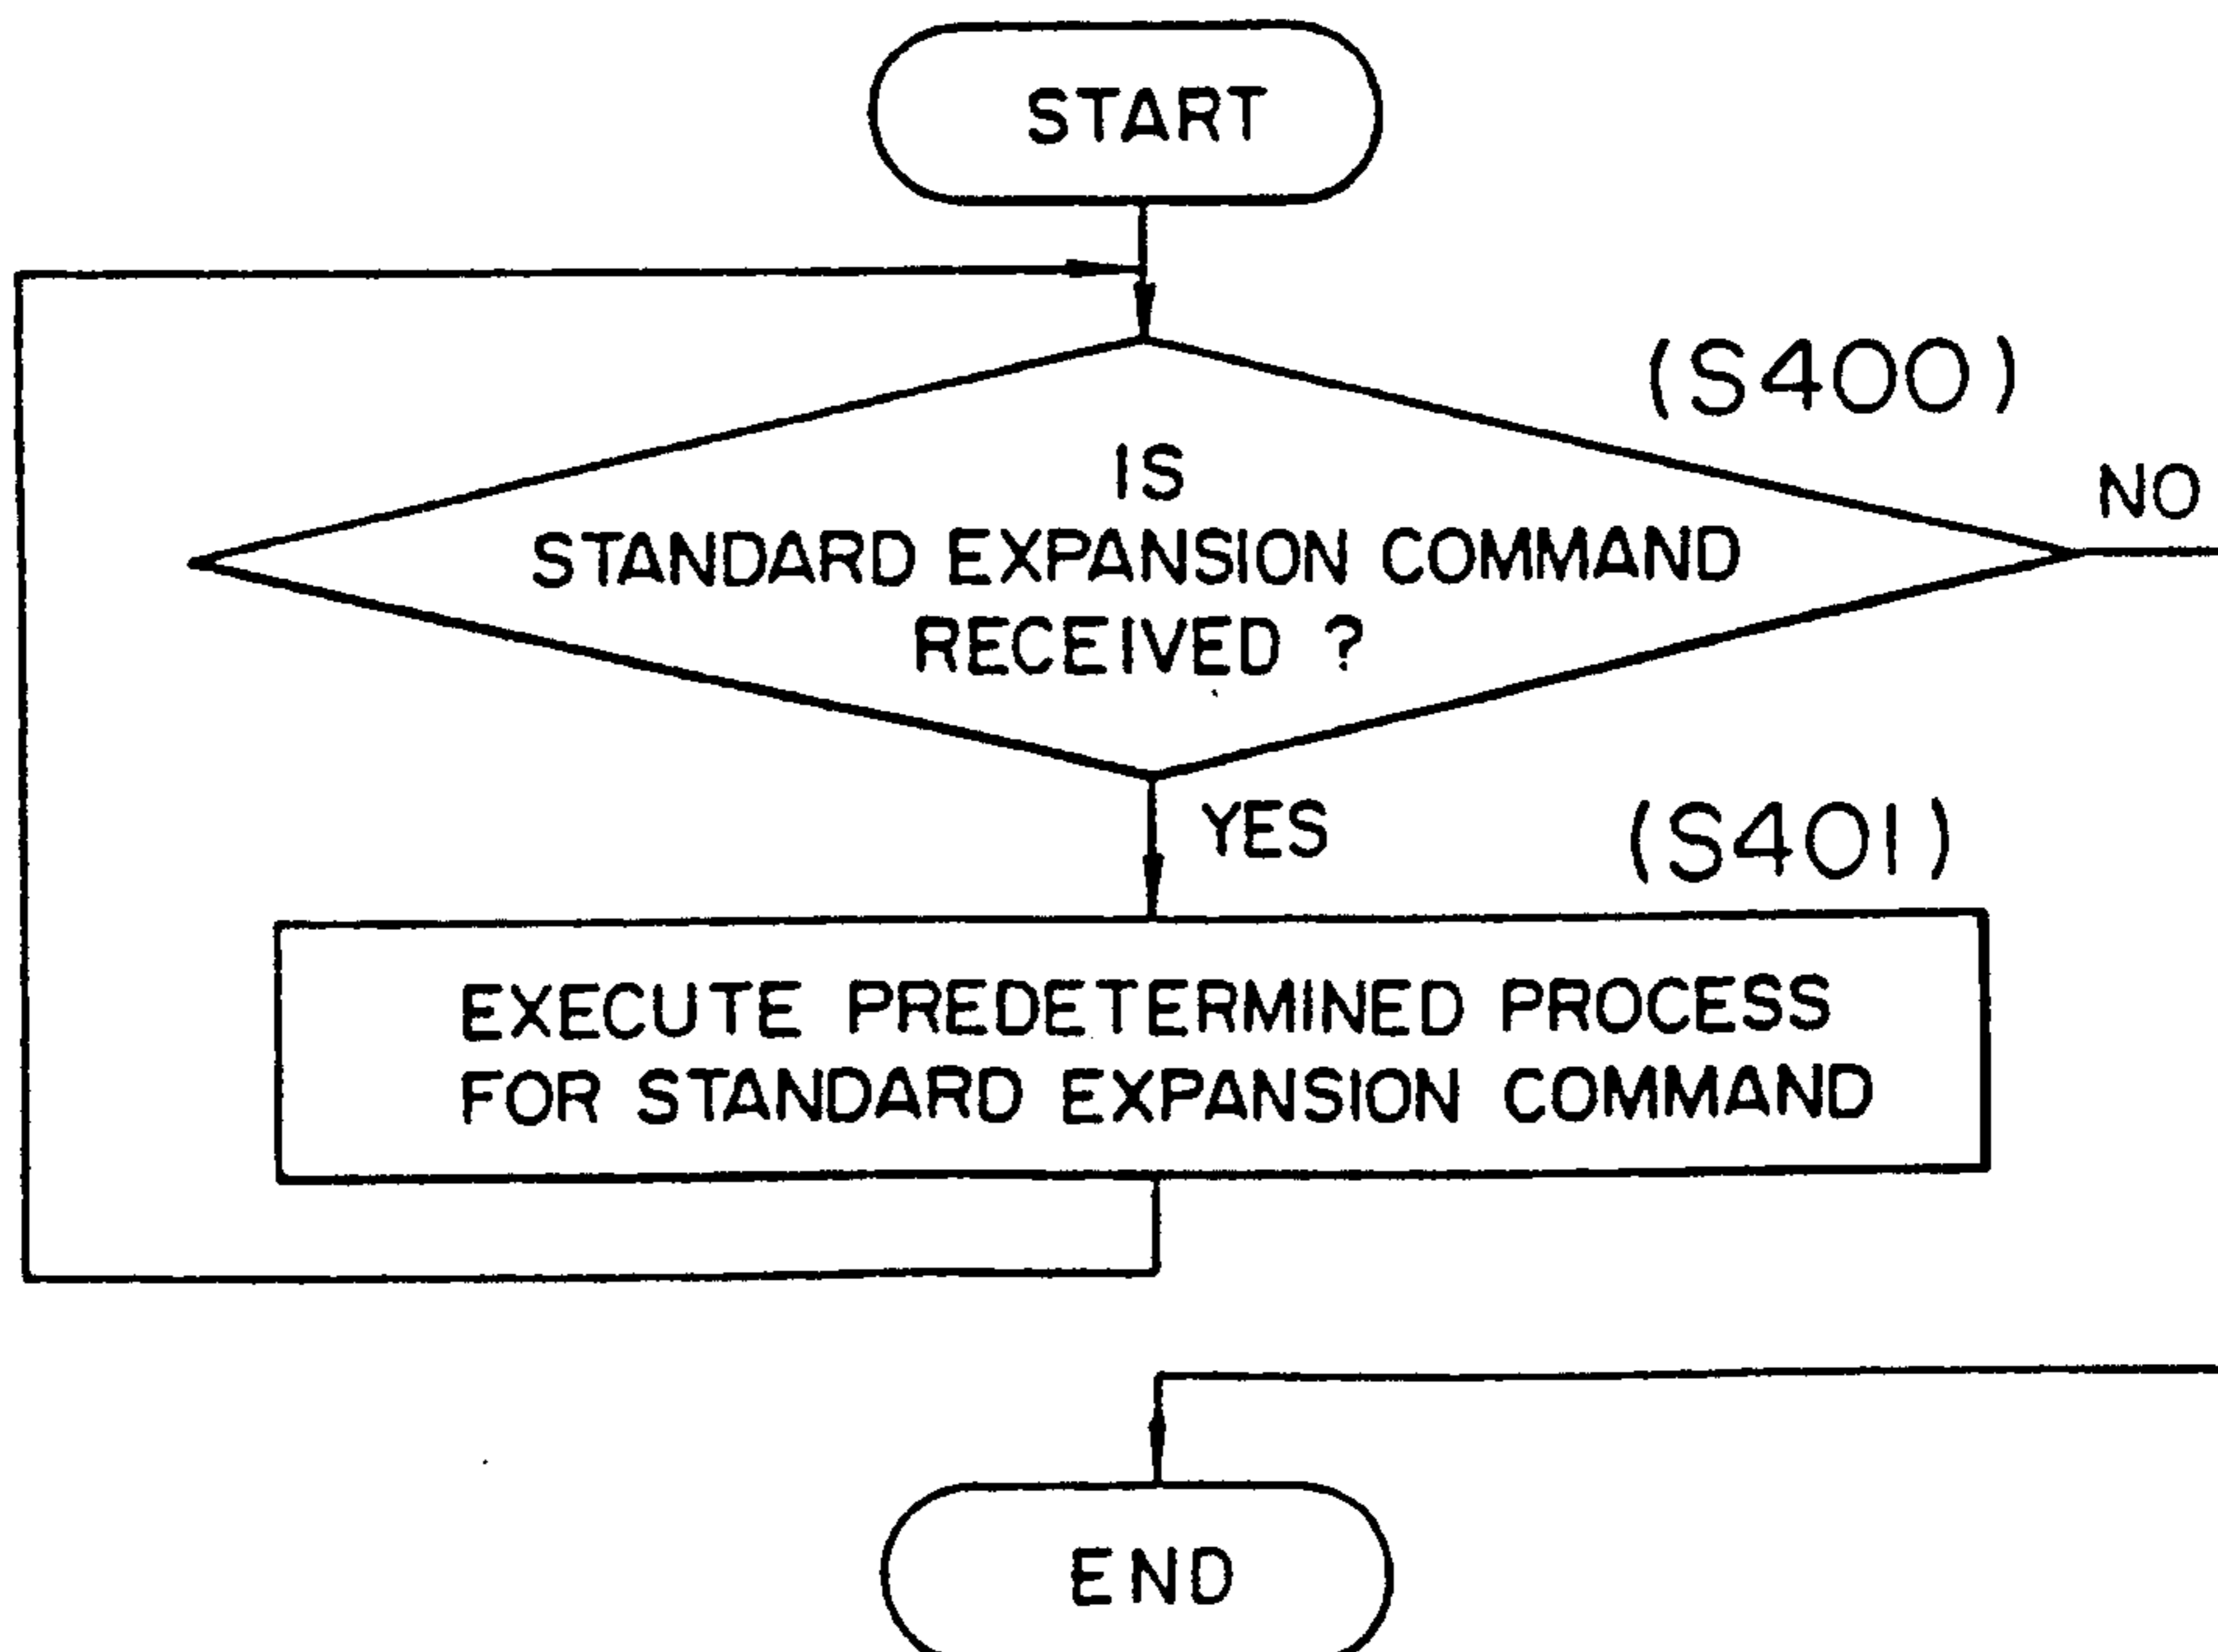 START
(S400)
IS
NO
STANDARD EXPANSION COMMAND
RECEIVED ?
YES
(S401)
EXECUTE PREDETERMINED PROCESS
FOR STANDARD EXPANSION COMMAND
END